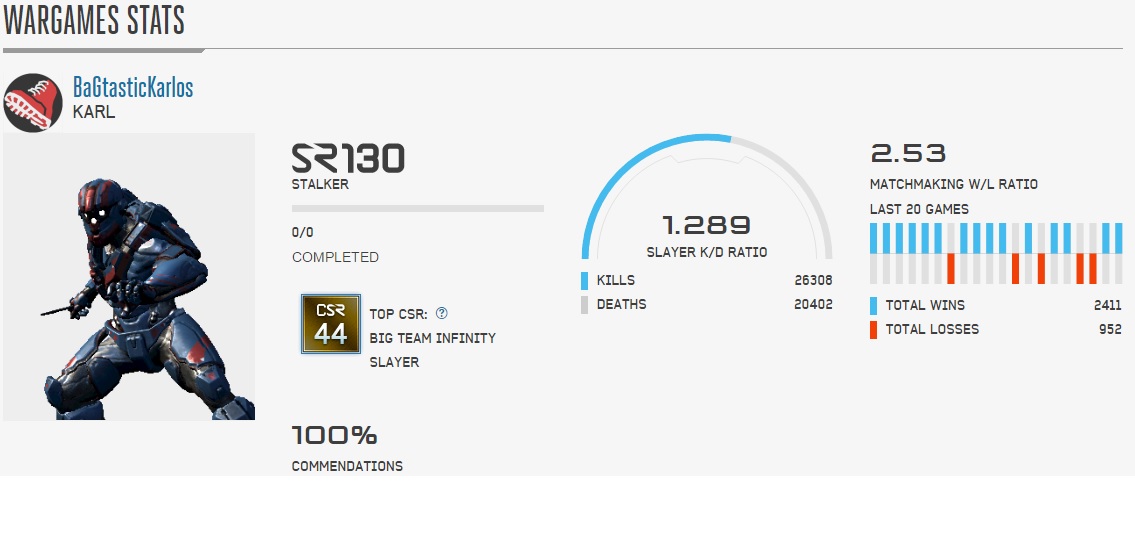 WARGAMES STATS
BaGtasticKarlos
KARL
SR130
STALKER
0/0
COMPLETED
CSR
44
TOP CSR: ?
BIG TEAM INFINITY
SLAYER
100%
COMMENDATIONS
1.289
SLAYER K/D RATIO
KILLS 26308
DEATHS 20402
2.53
MATCHMAKING W/L RATIO
LAST 20 GAMES
TOTAL WINS 2411
TOTAL LOSSES 952